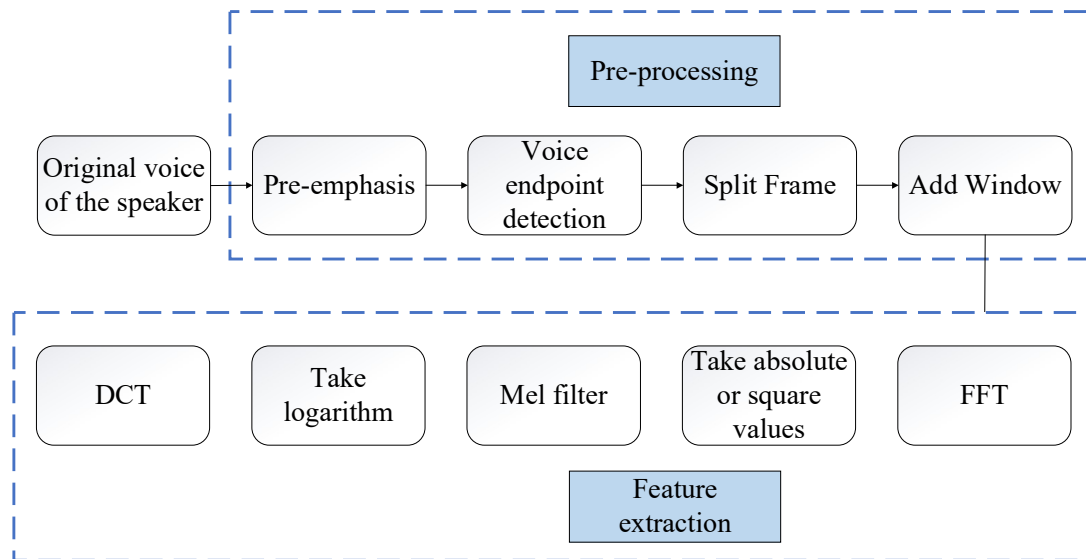 Pre-processing
Original voice
of the speaker
Pre-emphasis
Voice
endpoint
detection
Split Frame
Add Window
DCT
Take
logarithm
Mel filter
Take absolute
or square
values
FFT
Feature
extraction